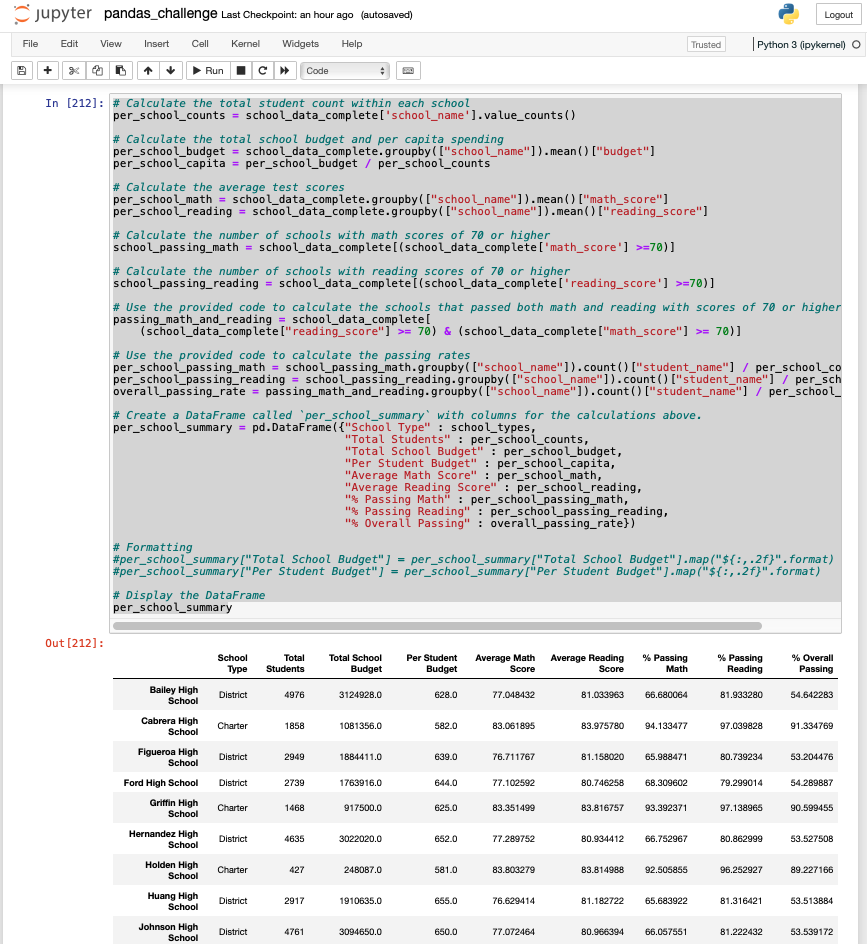 jupyter pandas_challenge Last Checkpoint: an hour ago (autosaved) Logout
File Edit View Insert Cell Kernel Widgets Help Trusted Python 3 (ipykernel)
Run Code
In [212]: # Calculate the total student count within each school
per_school_counts = school_data_complete['school_name'].value_counts()
# Calculate the total school budget and per capita spending
per_school_budget = school_data_complete.groupby(["school_name"]).mean()["budget"]
per_school_capita = per_school_budget / per_school_counts
# Calculate the average test scores
per_school_math = school_data_complete.groupby(["school_name"]).mean()["math_score"]
per_school_reading = school_data_complete.groupby(["school_name"]).mean()["reading_score"]
# Calculate the number of schools with math scores of 70 or higher
school_passing_math = school_data_complete[(school_data_complete['math_score'] >=70)]
# Calculate the number of schools with reading scores of 70 or higher
school_passing_reading = school_data_complete[(school_data_complete['reading_score'] >=70)]
# Use the provided code to calculate the schools that passed both math and reading with scores of 70 or higher
passing_math_and_reading = school_data_complete[
(school_data_complete["reading_score"] >= 70) & (school_data_complete["math_score"] >= 70)]
# Use the provided code to calculate the passing rates
per_school_passing_math = school_passing_math.groupby(["school_name"]).count()["student_name"] / per_school_co
per_school_passing_reading = school_passing_reading.groupby(["school_name"]).count()["student_name"] / per_sch
overall_passing_rate = passing_math_and_reading.groupby(["school_name"]).count()["student_name"] / per_school_
# Create a DataFrame called `per_school_summary` with columns for the calculations above.
per_school_summary = pd.DataFrame({"School Type" : school_types,
"Total Students" : per_school_counts,
"Total School Budget" : per_school_budget,
"Per Student Budget" : per_school_capita,
"Average Math Score" : per_school_math,
"Average Reading Score" : per_school_reading,
"% Passing Math" : per_school_passing_math,
"% Passing Reading" : per_school_passing_reading,
"% Overall Passing" : overall_passing_rate})
# Formatting
#per_school_summary["Total School Budget"] = per_school_summary["Total School Budget"].map("${:,.2f}".format)
#per_school_summary["Per Student Budget"] = per_school_summary["Per Student Budget"].map("${:,.2f}".format)
# Display the DataFrame
per_school_summary
Out[212]:
School Total Total School Per Student Average Math Average Reading % Passing % Passing % Overall
Type Students Budget Budget Score Score Math Reading Passing
Bailey High
School District 4976 3124928.0 628.0 77.048432 81.033963 66.680064 81.933280 54.642283
Cabrera High
School Charter 1858 1081356.0 582.0 83.061895 83.975780 94.133477 97.039828 91.334769
Figueroa High
School District 2949 1884411.0 639.0 76.711767 81.158020 65.988471 80.739234 53.204476
Ford High School District 2739 1763916.0 644.0 77.102592 80.746258 68.309602 79.299014 54.289887
Griffin High
School Charter 1468 917500.0 625.0 83.351499 83.816757 93.392371 97.138965 90.599455
Hernandez High
School District 4635 3022020.0 652.0 77.289752 80.934412 66.752967 80.862999 53.527508
Holden High
School Charter 427 248087.0 581.0 83.803279 83.814988 92.505855 96.252927 89.227166
Huang High
School District 2917 1910635.0 655.0 76.629414 81.182722 65.683922 81.316421 53.513884
Johnson High
School District 4761 3094650.0 650.0 77.072464 80.966394 66.057551 81.222432 53.539172